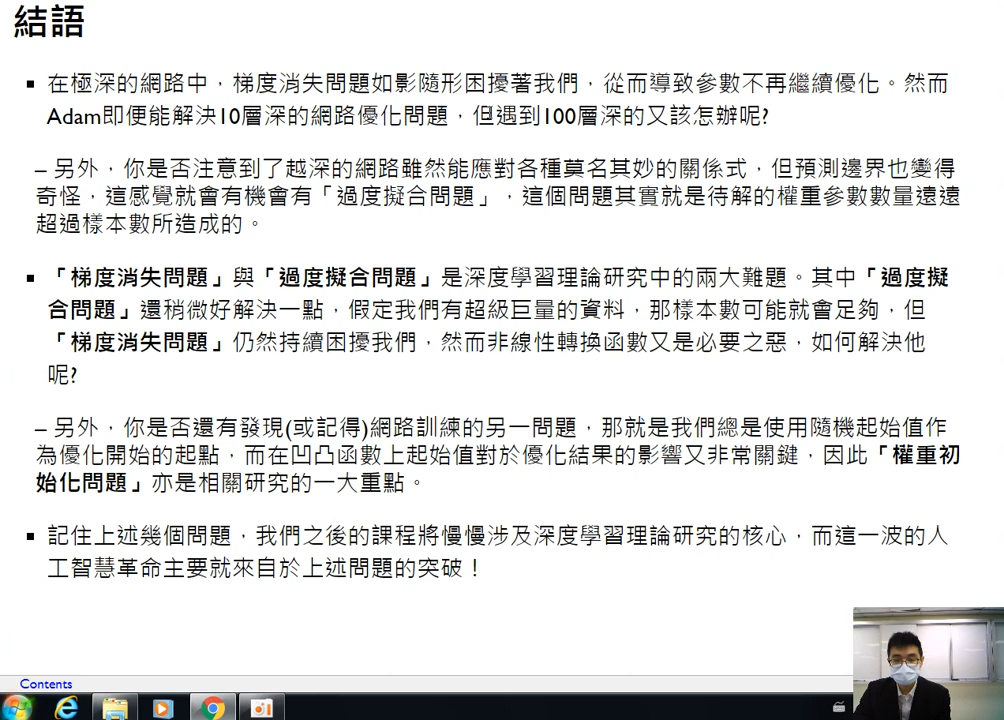 結語
▪ 在極深的網路中，梯度消失問題如影隨形困擾著我們，從而導致參數不再繼續優化。然而
Adam即便能解決10層深的網路優化問題，但遇到100層深的又該怎辦呢?
– 另外，你是否注意到了越深的網路雖然能應對各種莫名其妙的關係式，但預測邊界也變得
奇怪，這感覺就會有機會有「過度擬合問題」，這個問題其實就是待解的權重參數數量遠遠
超過樣本數所造成的。
▪ 「梯度消失問題」與「過度擬合問題」是深度學習理論研究中的兩大難題。其中「過度擬
合問題」還稍微好解決一點，假定我們有超級巨量的資料，那樣本數可能就會足夠，但
「梯度消失問題」仍然持續困擾我們，然而非線性轉換函數又是必要之惡，如何解決他
呢?
– 另外，你是否還有發現(或記得)網路訓練的另一問題，那就是我們總是使用隨機起始值作
為優化開始的起點，而在凹凸函數上起始值對於優化結果的影響又非常關鍵，因此「權重初
始化問題」亦是相關研究的一大重點。
▪ 記住上述幾個問題，我們之後的課程將慢慢涉及深度學習理論研究的核心，而這一波的人
工智慧革命主要就來自於上述問題的突破！
Contents